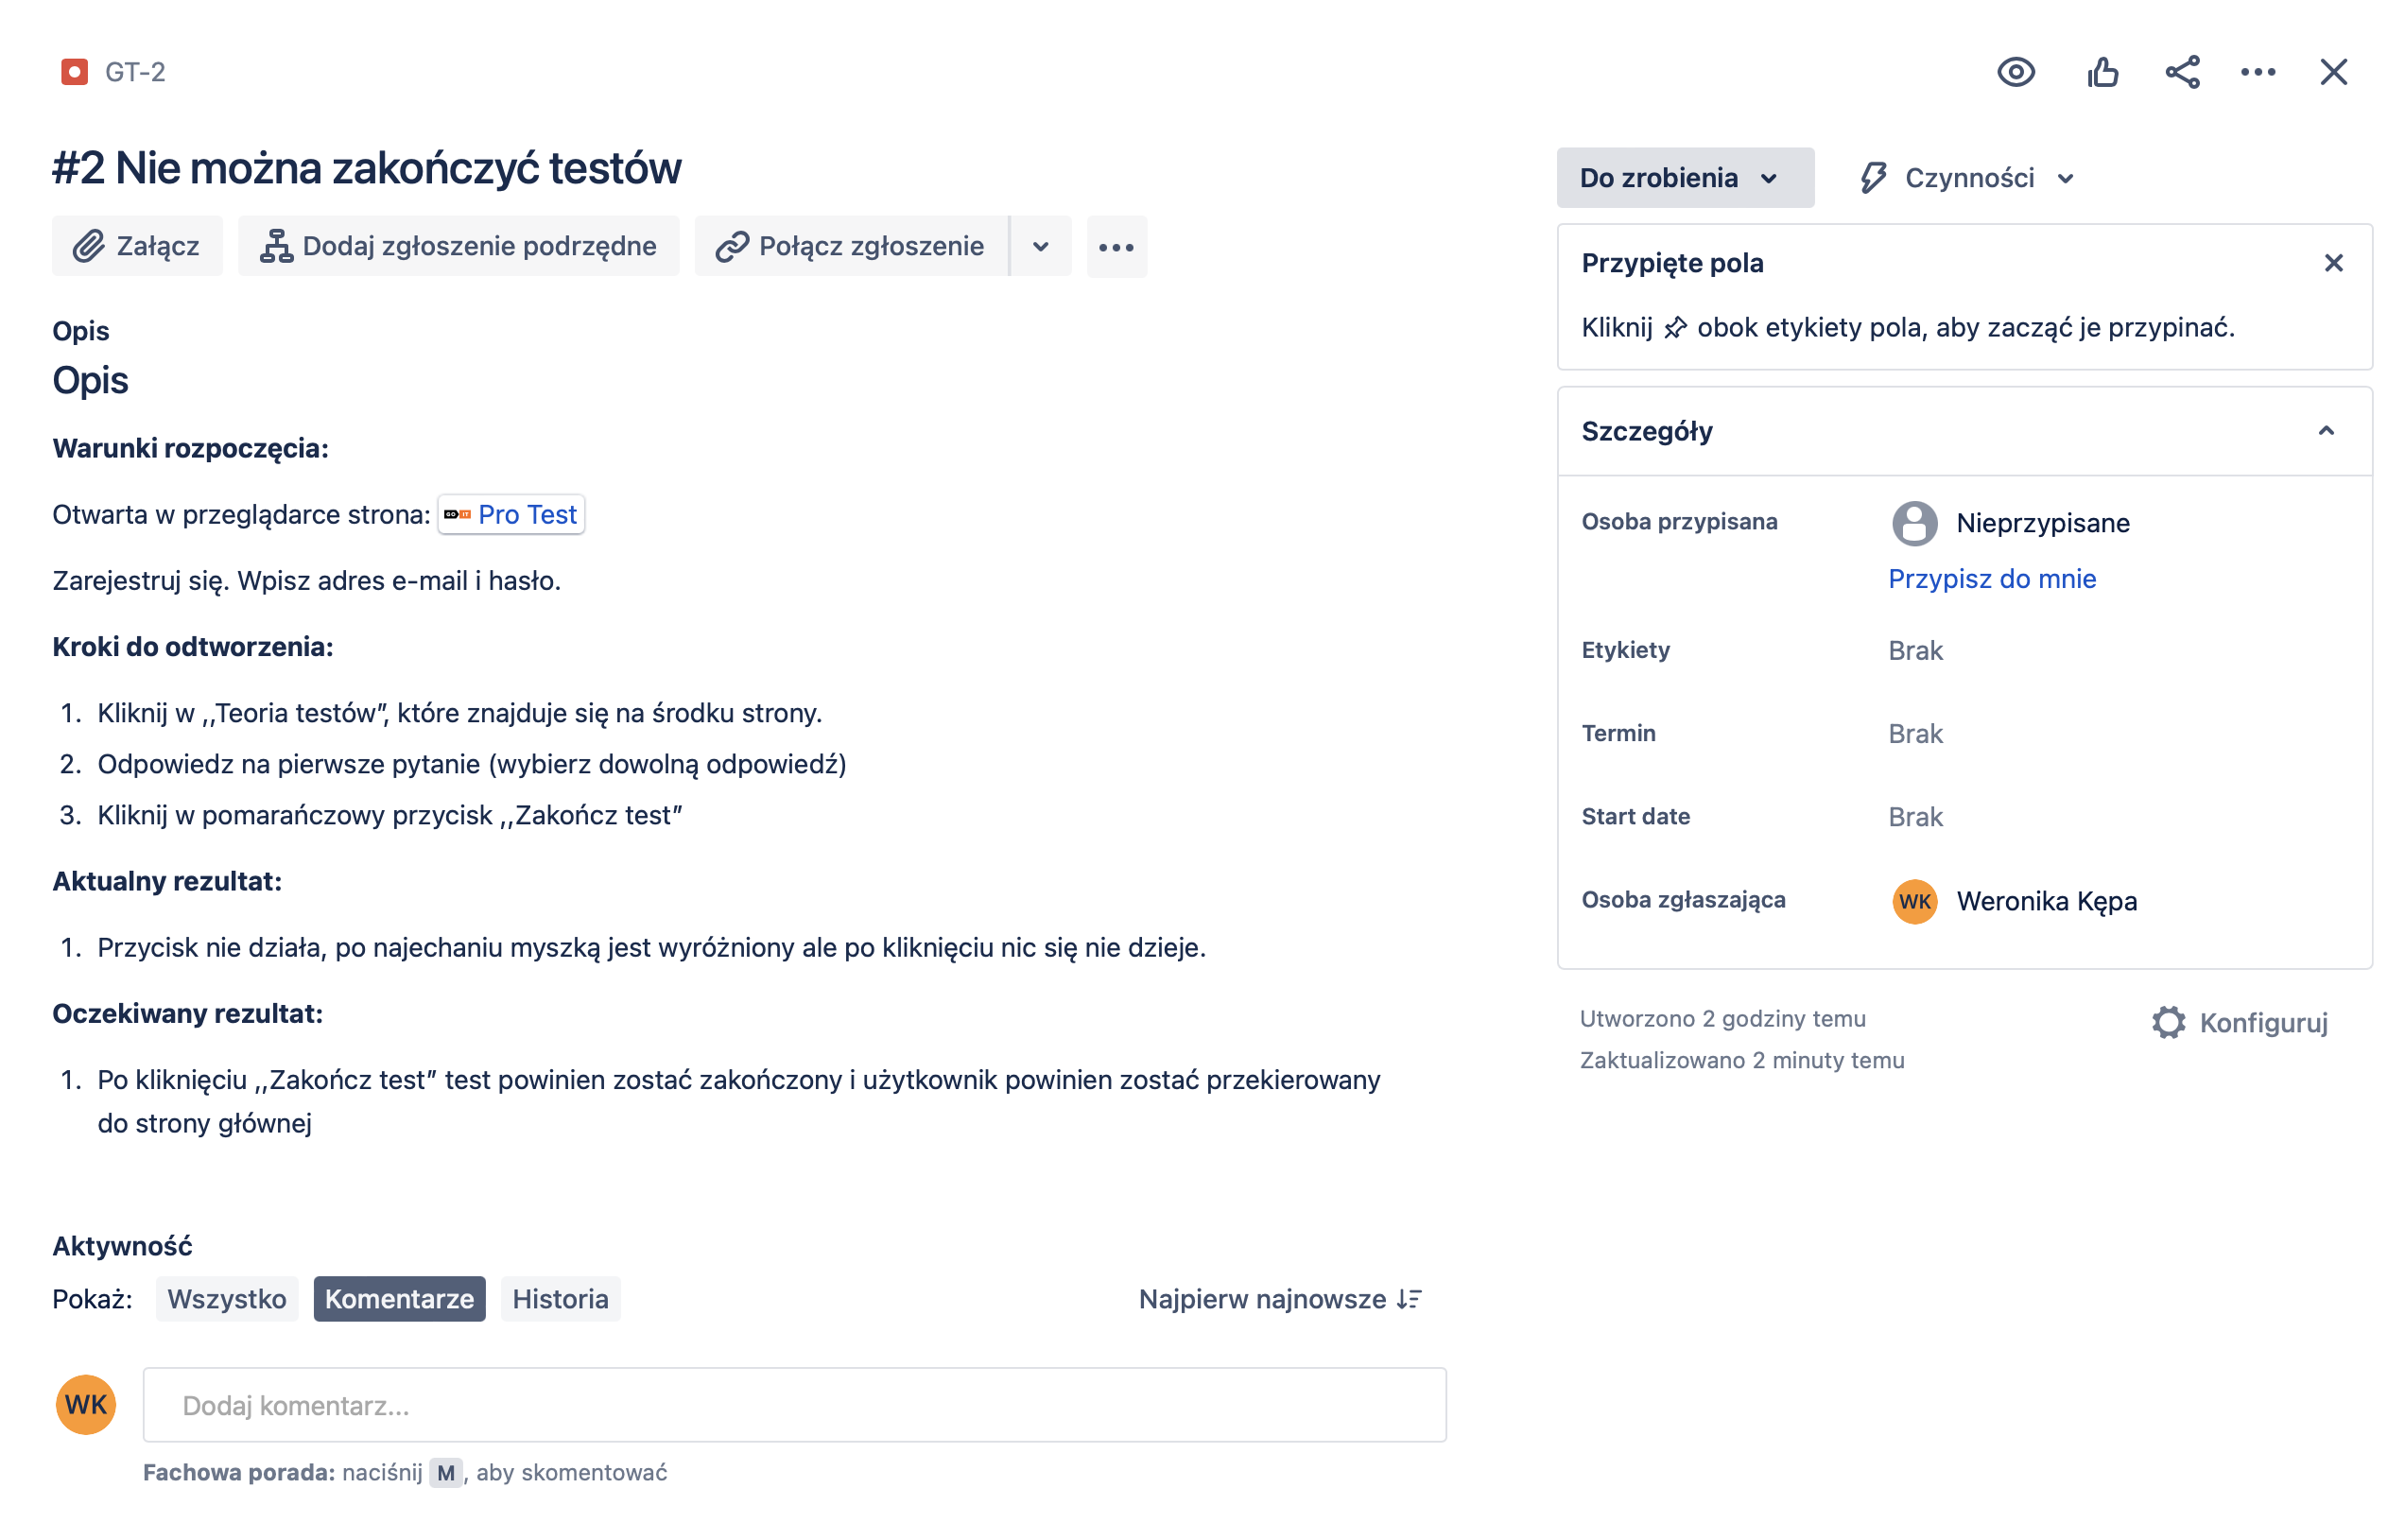 GT-2
#2 Nie można zakończyć testów
Załącz
Dodaj zgłoszenie podrzędne
Połącz zgłoszenie
Opis
Opis
Warunki rozpoczęcia:
Otwarta w przeglądarce strona: GO IT Pro Test
Zarejestruj się. Wpisz adres e-mail i hasło.
Kroki do odtworzenia:
1. Kliknij w ,,Teoria testów”, które znajduje się na środku strony.
2. Odpowiedz na pierwsze pytanie (wybierz dowolną odpowiedź)
3. Kliknij w pomarańczowy przycisk ,,Zakończ test”
Aktualny rezultat:
1. Przycisk nie działa, po najechaniu myszką jest wyróżniony ale po kliknięciu nic się nie dzieje.
Oczekiwany rezultat:
1. Po kliknięciu ,,Zakończ test” test powinien zostać zakończony i użytkownik powinien zostać przekierowany
do strony głównej
Aktywność
Pokaż: Wszystko Komentarze Historia
Najpierw najnowsze
WK
Dodaj komentarz...
Fachowa porada: naciśnij M, aby skomentować
Do zrobienia
Czynności
Przypięte pola
Kliknij obok etykiety pola, aby zacząć je przypinać.
Szczegóły
Osoba przypisana
Nieprzypisane
Przypisz do mnie
Etykiety
Brak
Termin
Brak
Start date
Brak
Osoba zgłaszająca
WK Weronika Kępa
Utworzono 2 godziny temu
Zaktualizowano 2 minuty temu
Konfiguruj